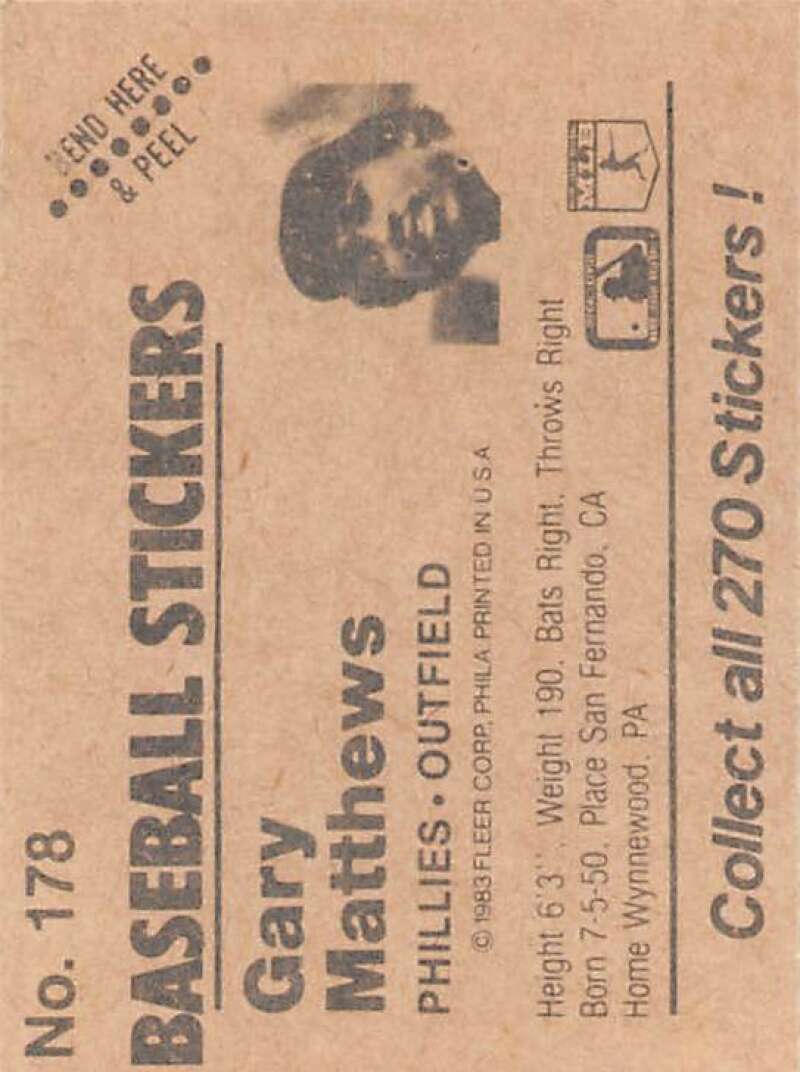 No. 178
BEND HERE
& PEEL
BASEBALL STICKERS
Gary
Matthews
PHILLIES • OUTFIELD
© 1983 FLEER CORP. PHILA PRINTED IN U S A
Height 6'3". Weight 190. Bats Right. Throws Right
Born 7-5-50. Place San Fernando, CA
Home Wynnewood, PA
Collect all 270 Stickers!